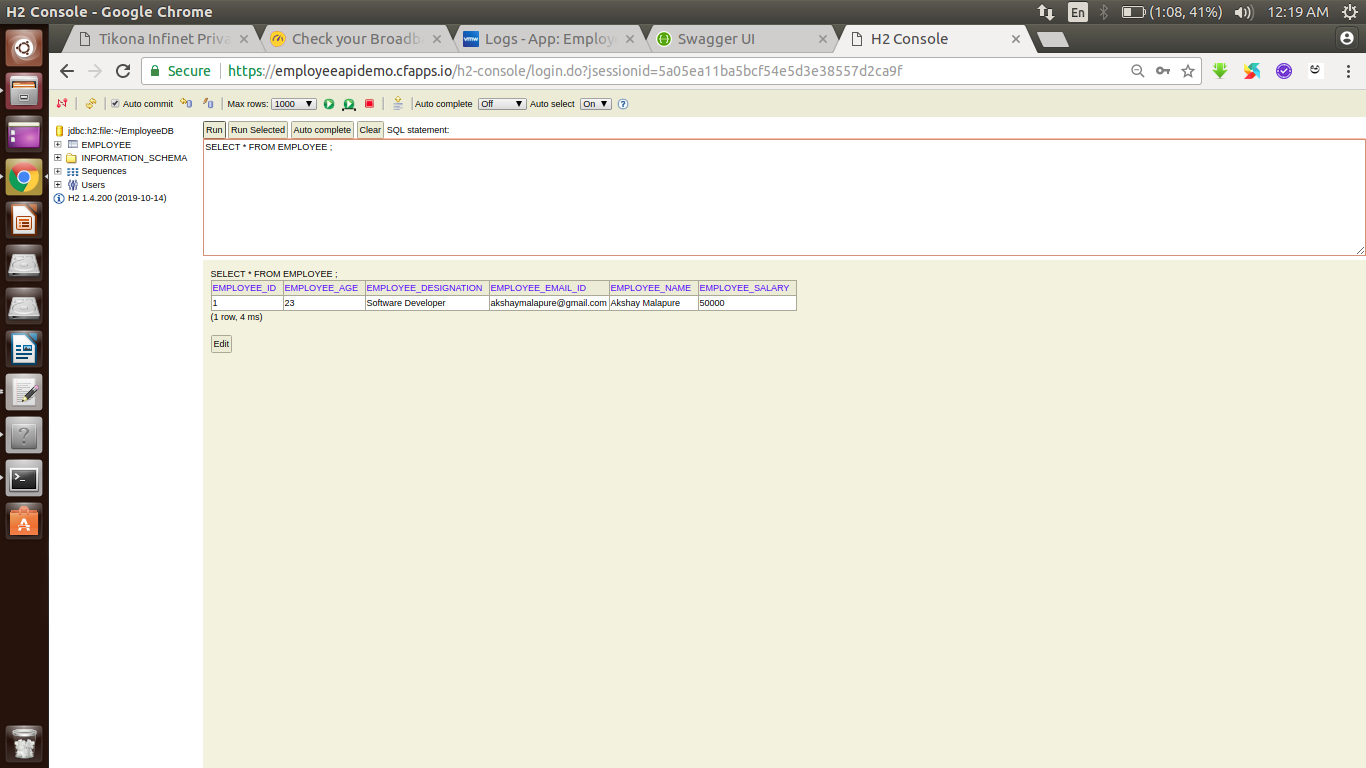 H2 Console - Google Chrome
En (1:08, 41%) 12:19 AM
Tikona Infinet Priva Check your Broadb Logs - App: Employ Swagger UI H2 Console
Secure https://employeeapidemo.cfapps.io/h2-console/login.do?jsessionid=5a05ea11ba5bcf54e5d3e38557d2ca9f
Auto commit Max rows: 1000 Auto complete Off Auto select On
jdbc:h2:file:~/EmployeeDB
EMPLOYEE
INFORMATION_SCHEMA
Sequences
Users
H2 1.4.200 (2019-10-14)
Run Run Selected Auto complete Clear SQL statement:
SELECT * FROM EMPLOYEE ;
SELECT * FROM EMPLOYEE ;
EMPLOYEE_ID EMPLOYEE_AGE EMPLOYEE_DESIGNATION EMPLOYEE_EMAIL_ID EMPLOYEE_NAME EMPLOYEE_SALARY
1 23 Software Developer akshaymalapure@gmail.com Akshay Malapure 50000
(1 row, 4 ms)
Edit